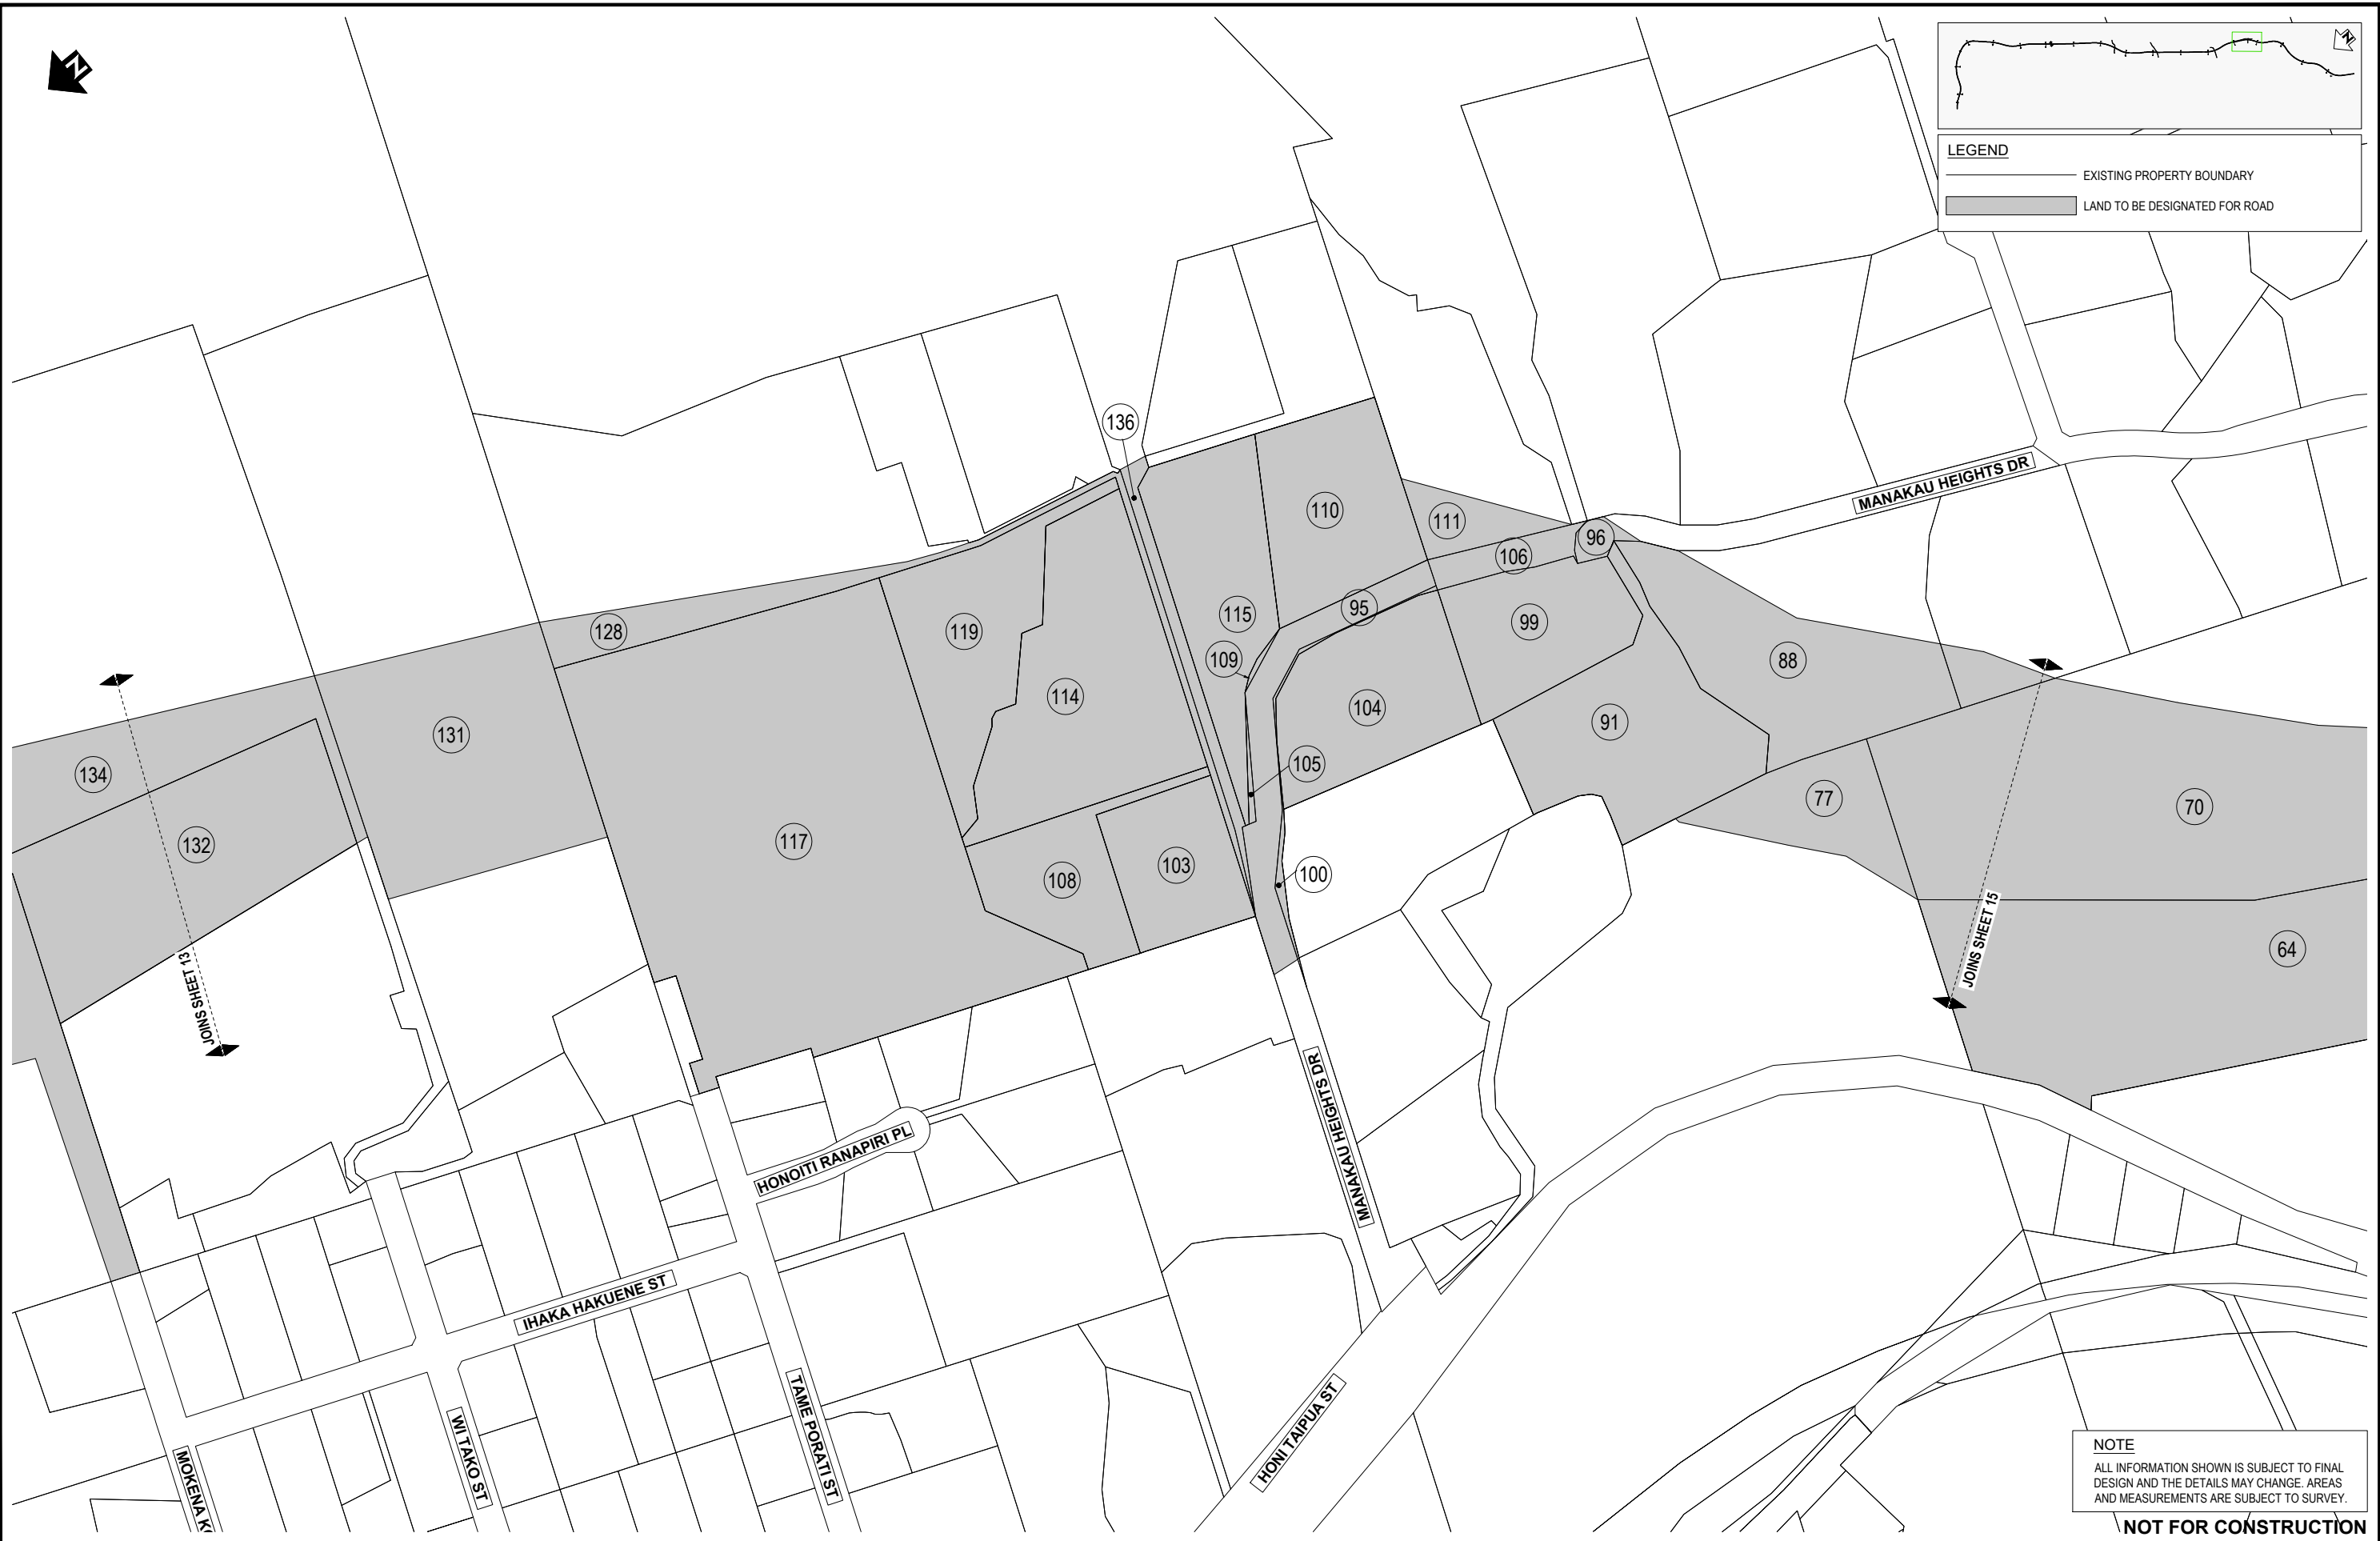 N
N
LEGEND
EXISTING PROPERTY BOUNDARY
LAND TO BE DESIGNATED FOR ROAD
136
MANAKAU HEIGHTS DR
110
111
96
106
128
119
115
95
99
109
88
114
104
91
131
134
105
77
70
132
117
108
103
100
64
JOINS SHEET 13
JOINS SHEET 15
MANAKAU HEIGHTS DR
HONOITI RANAPIRI PL
IHAKA HAKUENE ST
TAME PORATI ST
WI TAKO ST
HONI TAIPUA ST
MOKENA
NOTE
ALL INFORMATION SHOWN IS SUBJECT TO FINAL
DESIGN AND THE DETAILS MAY CHANGE. AREAS
AND MEASUREMENTS ARE SUBJECT TO SURVEY.
NOT FOR CONSTRUCTION